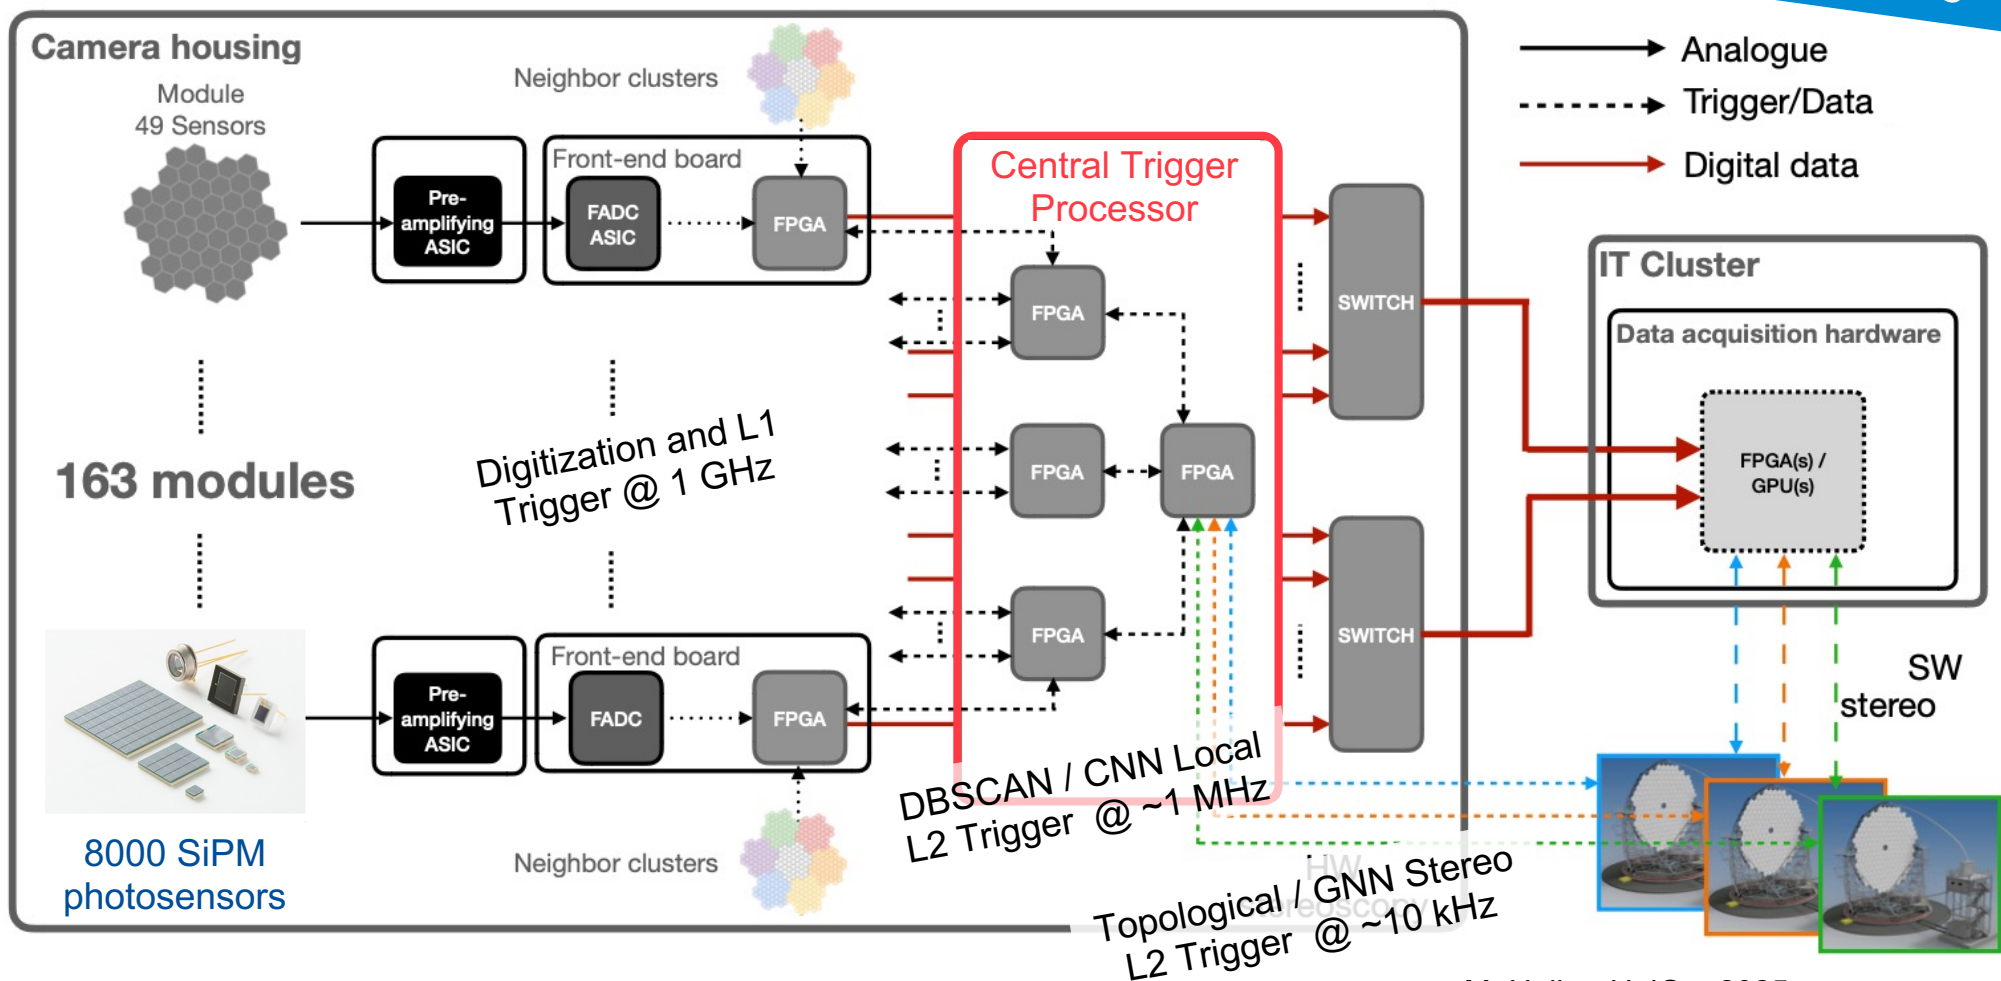 Camera housing
Module
49 Sensors
Neighbor clusters
Analogue
Trigger/Data
Digital data
Front-end board
Pre-
amplifying
ASIC
FADC
ASIC
FPGA
Central Trigger
Processor
FPGA
SWITCH
IT Cluster
Data acquisition hardware
FPGA(s) /
GPU(s)
163 modules
Digitization and L1
Trigger @ 1 GHz
FPGA
FPGA
FPGA
SWITCH
Front-end board
Pre-
amplifying
ASIC
FADC
FPGA
SW
stereo
DBSCAN / CNN Local
L2 Trigger @ ~1 MHz
8000 SiPM
photosensors
Neighbor clusters
HW
stereoscopy
Topological / GNN Stereo
L2 Trigger @ ~10 kHz